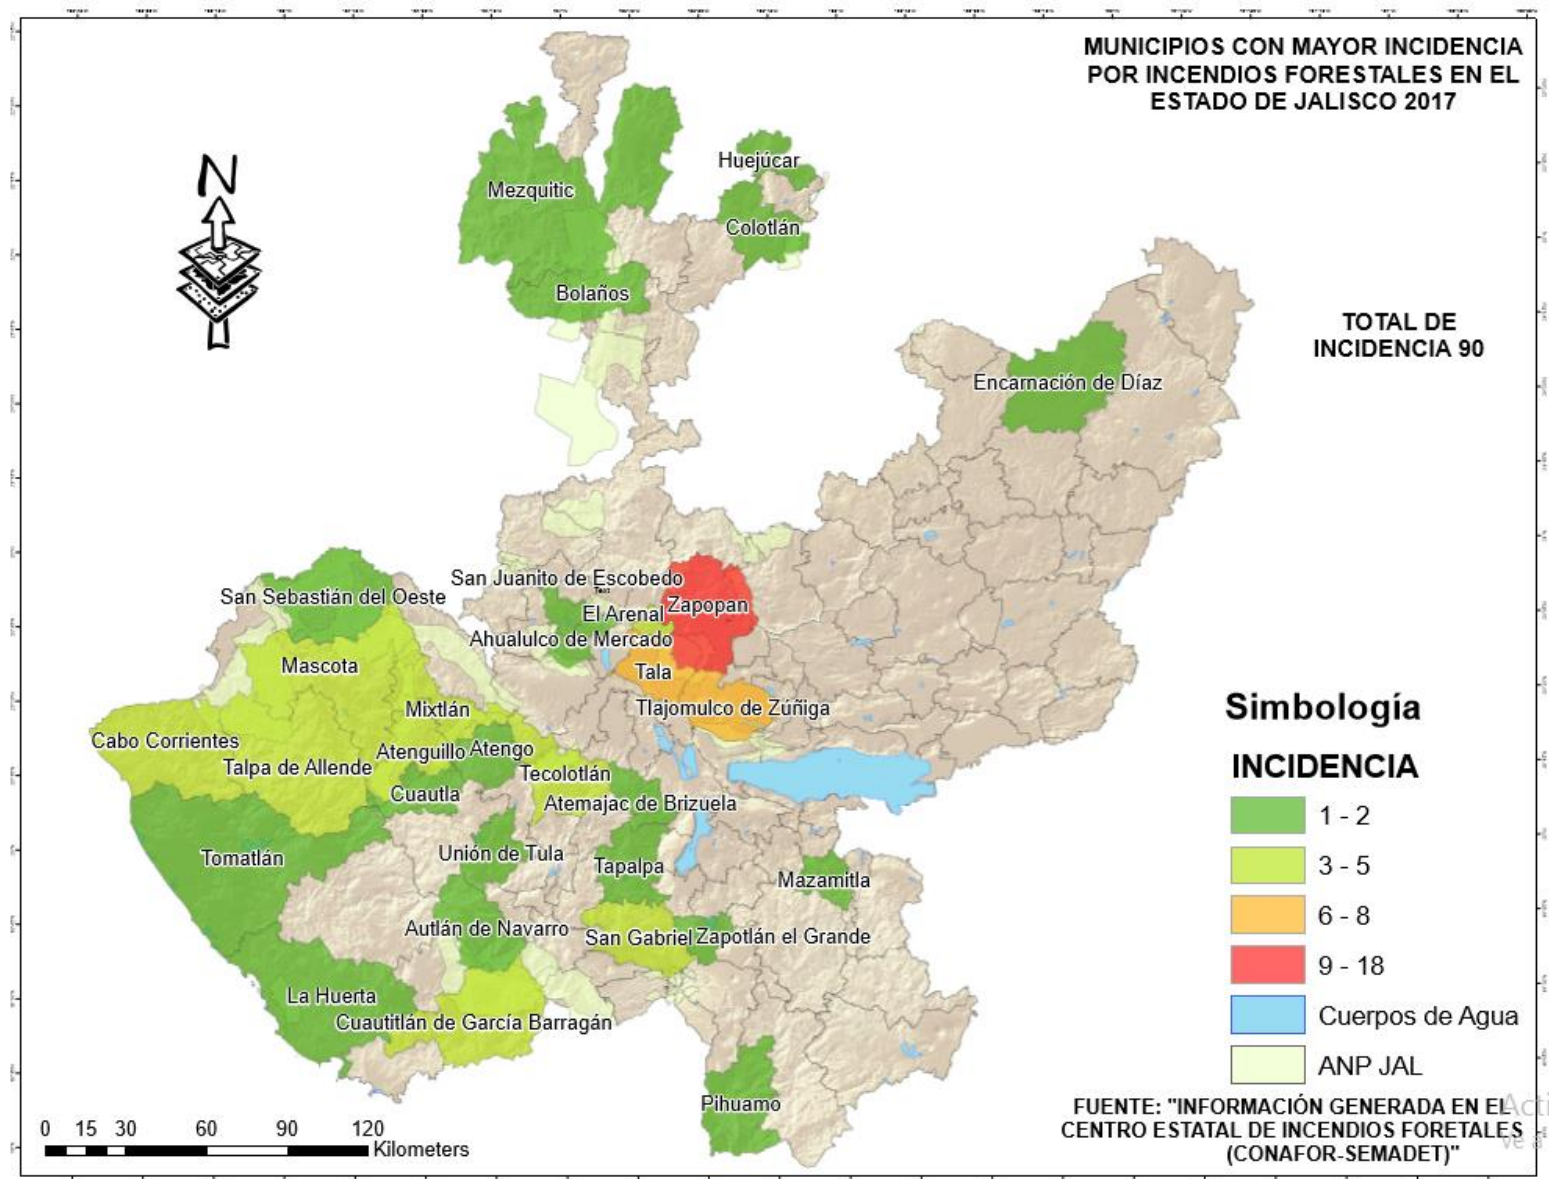 MUNICIPIOS CON MAYOR INCIDENCIA
POR INCENDIOS FORESTALES EN EL
ESTADO DE JALISCO 2017
N
Huejúcar
Mezquitic
Colotlán
Bolaños
TOTAL DE
INCIDENCIA 90
Encarnación de Díaz
San Juanito de Escobedo
Text
San Sebastián del Oeste
El Arenal
Zapopan
Ahualulco de Mercado
Mascota
Tala
Mixtlán
Tlajomulco de Zúñiga
Cabo Corrientes
Atenguillo
Atengo
Talpa de Allende
Tecolotlán
Cuautla
Atemajac de Brizuela
Tomatlán
Unión de Tula
Tapalpa
Mazamitla
Autlán de Navarro
San Gabriel
Zapotlán el Grande
La Huerta
Cuautitlán de García Barragán
Pihuamo
Simbología
INCIDENCIA
1 - 2
3 - 5
6 - 8
9 - 18
Cuerpos de Agua
ANP JAL
FUENTE: "INFORMACIÓN GENERADA EN EL
CENTRO ESTATAL DE INCENDIOS FORETALES
(CONAFOR-SEMADET)"
0 15 30 60 90 120
Kilometers